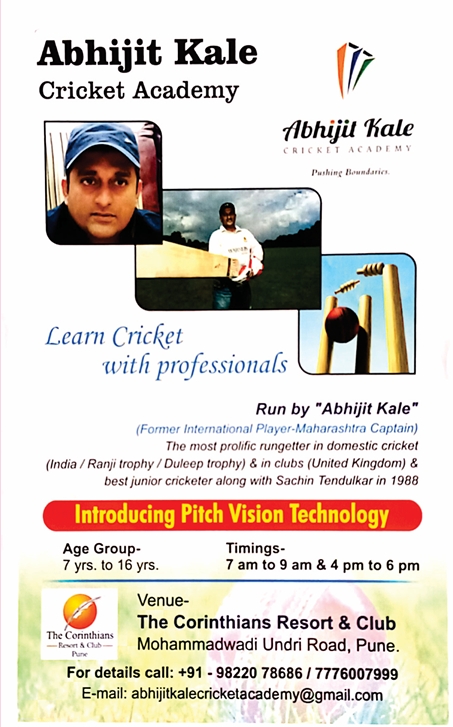 Abhijit Kale
Cricket Academy
Abhijit Kale
CRICKET ACADEMY
Pushing Boundaries.
Learn Cricket
with professionals
Run by "Abhijit Kale"
(Former International Player-Maharashtra Captain)
The most prolific rungetter in domestic cricket
(India / Ranji trophy / Duleep trophy) & in clubs (United Kingdom) &
best junior cricketer along with Sachin Tendulkar in 1988
Introducing Pitch Vision Technology
Age Group-
7 yrs. to 16 yrs.
Timings-
7 am to 9 am & 4 pm to 6 pm
The Corinthians
Resort & Club
Pune
Venue-
The Corinthians Resort & Club
Mohammadwadi Undri Road, Pune.
For details call: +91 - 98220 78686 / 7776007999
E-mail: abhijitkalecricketacademy@gmail.com